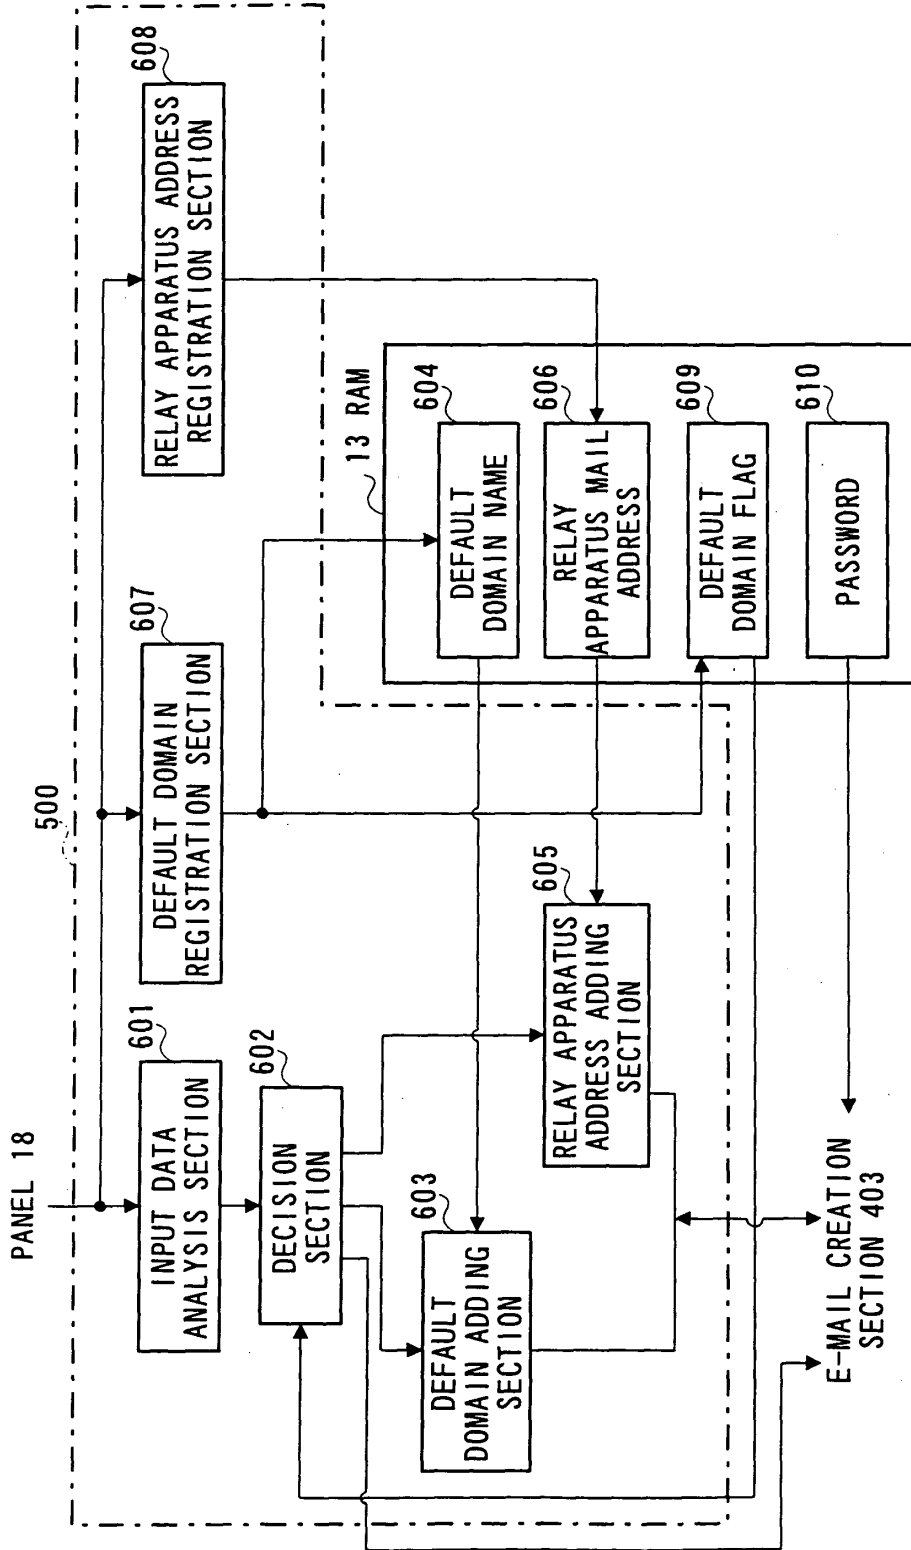 PANEL 18
500
601
INPUT DATA
ANALYSIS SECTION
607
DEFAULT DOMAIN
REGISTRATION SECTION
608
RELAY APPARATUS ADDRESS
REGISTRATION SECTION
602
DECISION
SECTION
603
DEFAULT
DOMAIN ADDING
SECTION
605
RELAY APPARATUS
ADDRESS ADDING
SECTION
13 RAM
604
DEFAULT
DOMAIN NAME
606
RELAY
APPARATUS MAIL
ADDRESS
609
DEFAULT
DOMAIN FLAG
610
PASSWORD
E-MAIL CREATION
SECTION 403